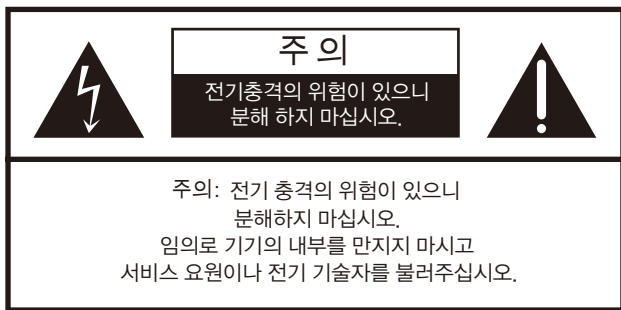 주 의
전기충격의 위험이 있으니
분해 하지 마십시오.
주의: 전기 충격의 위험이 있으니
분해하지 마십시오.
임의로 기기의 내부를 만지지 마시고
서비스 요원이나 전기 기술자를 불러주십시오.